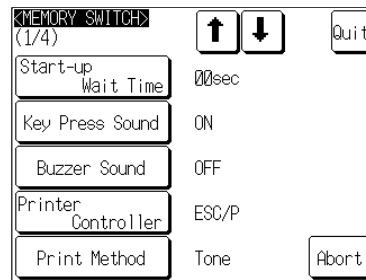 <MEMORY SWITCH>
(1/4)
Quit
Start-up
Wait Time
00sec
Key Press Sound
ON
Buzzer Sound
OFF
Printer
Controller
ESC/P
Print Method
Tone
Abort